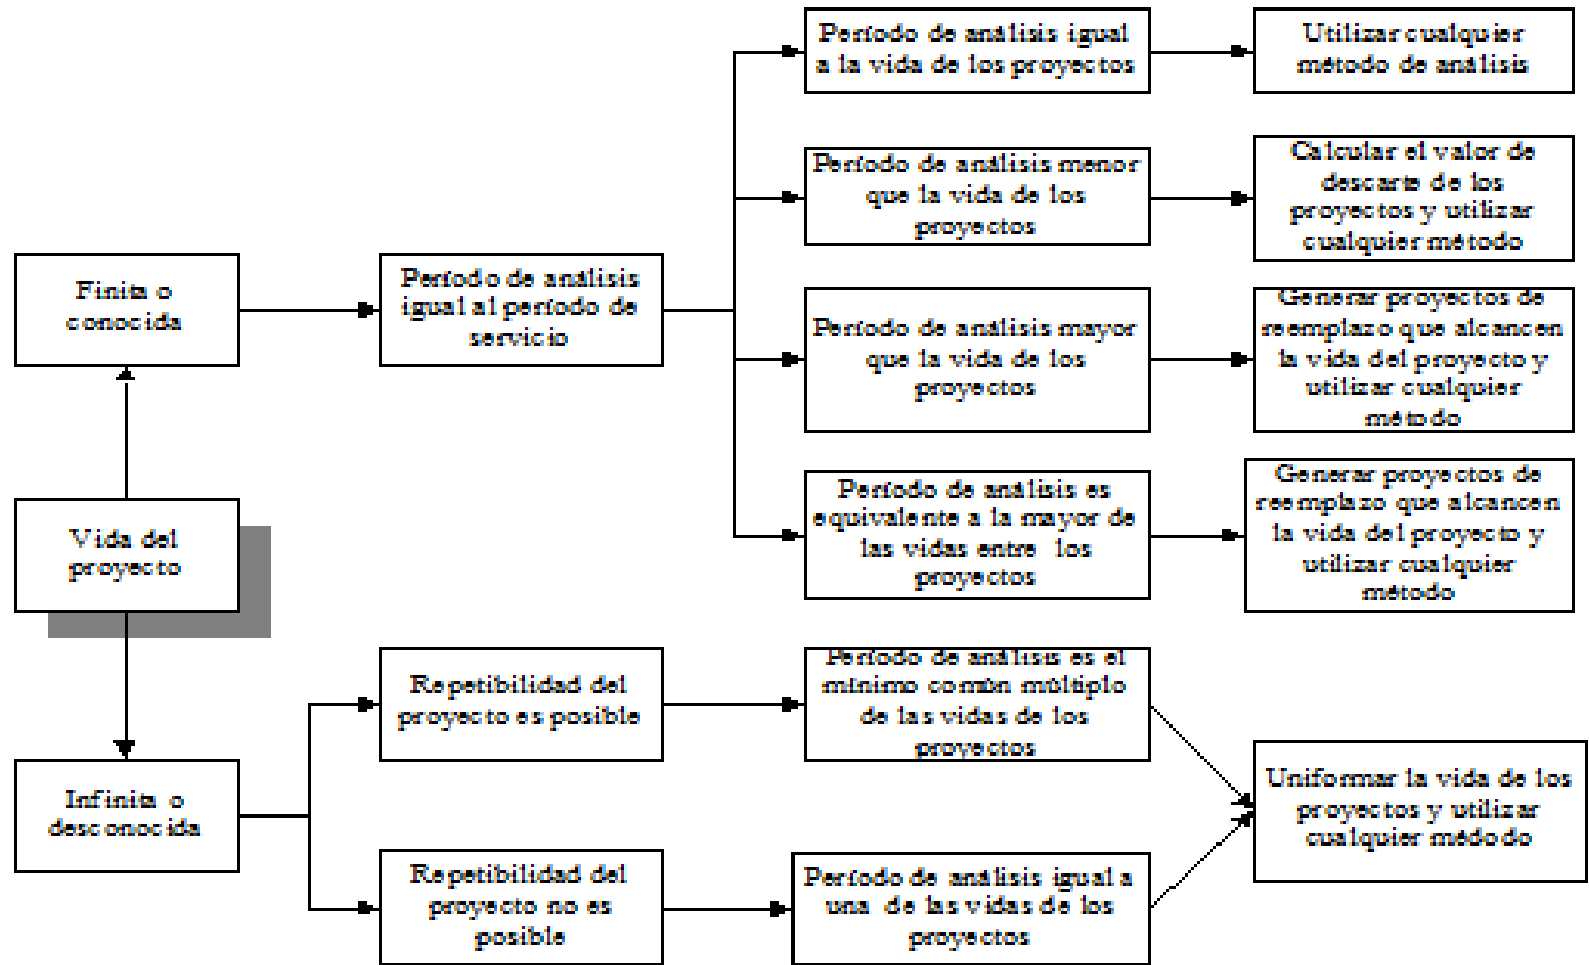 Período de análisis igual
a la vida de los proyectos
Utilizar cualquier
método de análisis
Período de análisis menor
que la vida de los
proyectos
Calcular el valor de
descarte de los
proyectos y utilizar
cualquier método
Finita o
conocida
Período de análisis
igual al período de
servicio
Período de análisis mayor
que la vida de los
proyectos
Generar proyectos de
reemplazo que alcancen
la vida del proyecto y
utilizar cualquier
método
Vida del
proyecto
Período de análisis es
equivalente a la mayor de
las vidas entre los
proyectos
Generar proyectos de
reemplazo que alcancen
la vida del proyecto y
utilizar cualquier
método
Repetibilidad del
proyecto es posible
Período de análisis es el
mínimo común múltiplo
de las vidas de los
proyectos
Infinita o
desconocida
Uniformar la vida de los
proyectos y utilizar
cualquier médodo
Repetibilidad del
proyecto no es
posible
Período de análisis igual a
una de las vidas de los
proyectos